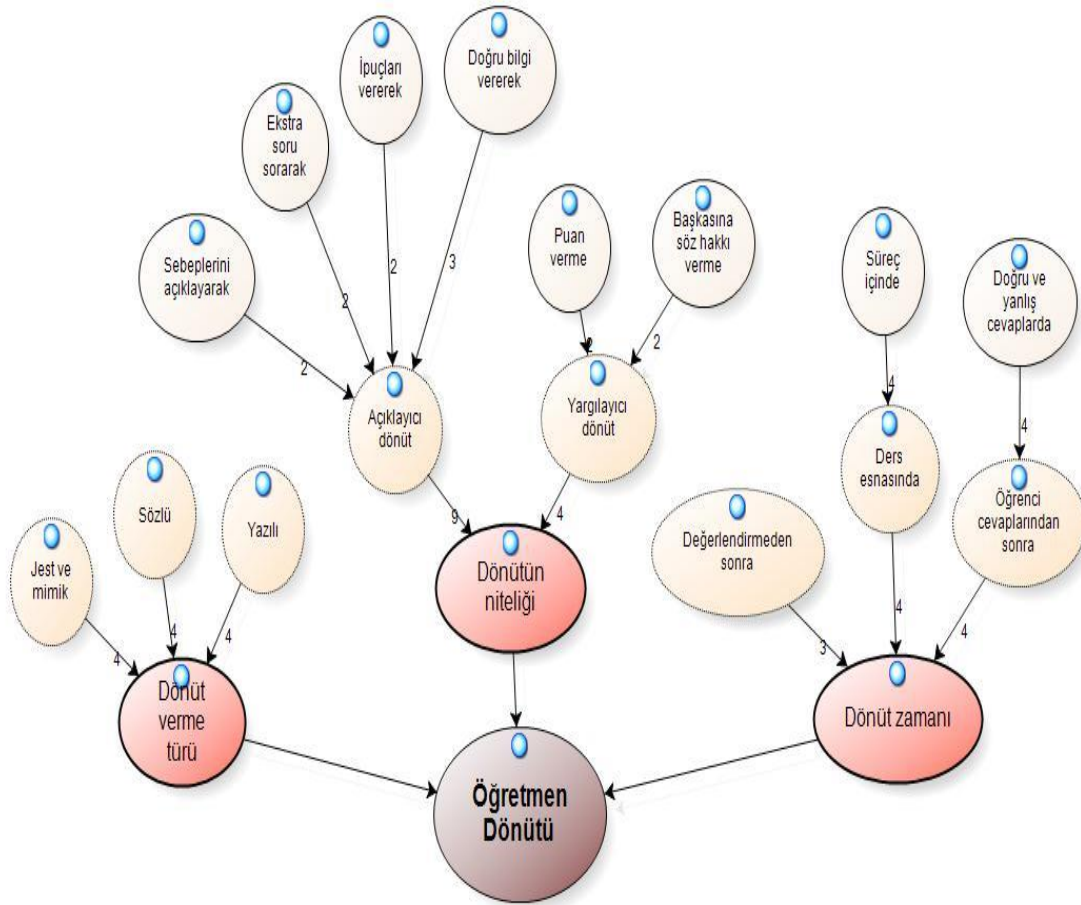 İpuçları
vererek
Doğru bilgi
vererek
Ekstra
soru
sorarak
Sebeplerini
açıklayarak
Puan
verme
Başkasına
söz hakkı
verme
Süreç
içinde
Doğru ve
yanlış
cevaplarda
2
2
2
3
2
2
4
4
Açıklayıcı
dönüt
Yargılayıcı
dönüt
Ders
esnasında
Öğrenci
cevaplarından
sonra
Değerlendirmeden
sonra
Jest ve
mimik
Sözlü
Yazılı
9
4
4
4
4
3
4
4
Dönütün
niteliği
Dönüt
verme
türü
Dönüt zamanı
Öğretmen
Dönütü